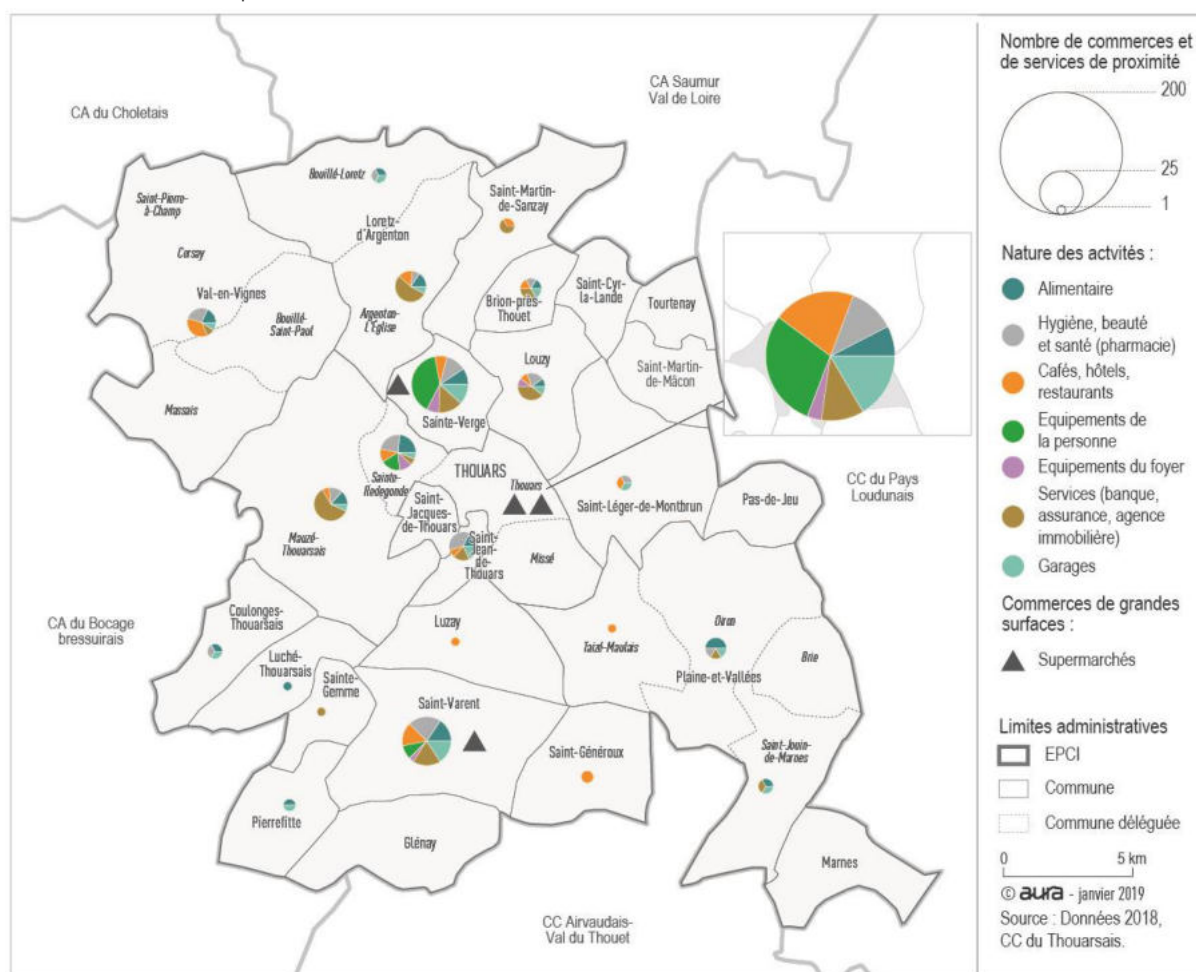 CA du Choletais
CA Saumur
Val de Loire
Bouillé-Loretz
Saint-Pierre-
à-Champ
Saint-Martin-
de-Sanzay
Loretz-
d'Argenton
Cersay
Val-en-Vignes
Bouillé-
Saint-Paul
Argenton-
L'Église
Brion-près-
Thouet
Saint-Cyr-
la-Lande
Tourtenay
Louzy
Saint-Martin-
de-Mâcon
Massais
Sainte-Verge
Sainte-
Radegonde
THOUARS
Thouars
Saint-
Jacques-
de-Thouars
Saint-Léger-de-Montbrun
Pas-de-Jeu
CC du Pays
Loudunais
Mauzé-
Thouarsais
Saint-
Jean-
de-
Thouars
Missé
CA du Bocage
bressuirais
Coulonges-
Thouarsais
Luzay
Taizé-Maulais
Oiron
Brie
Luché-
Thouarsais
Sainte-
Gemme
Plaine-et-Vallées
Saint-Varent
Saint-Généroux
Saint-Jouin-
de-Marnes
Pierrefitte
Glénay
Marnes
CC Airvaudais-
Val du Thouet
Nombre de commerces et
de services de proximité
200
25
1
Nature des actvités :
Alimentaire
Hygiène, beauté
et santé (pharmacie)
Cafés, hôtels,
restaurants
Equipements de
la personne
Equipements du foyer
Services (banque,
assurance, agence
immobilière)
Garages
Commerces de grandes
surfaces :
Supermarchés
Limites administratives
EPCI
Commune
Commune déléguée
0 5 km
© aura - janvier 2019
Source : Données 2018,
CC du Thouarsais.